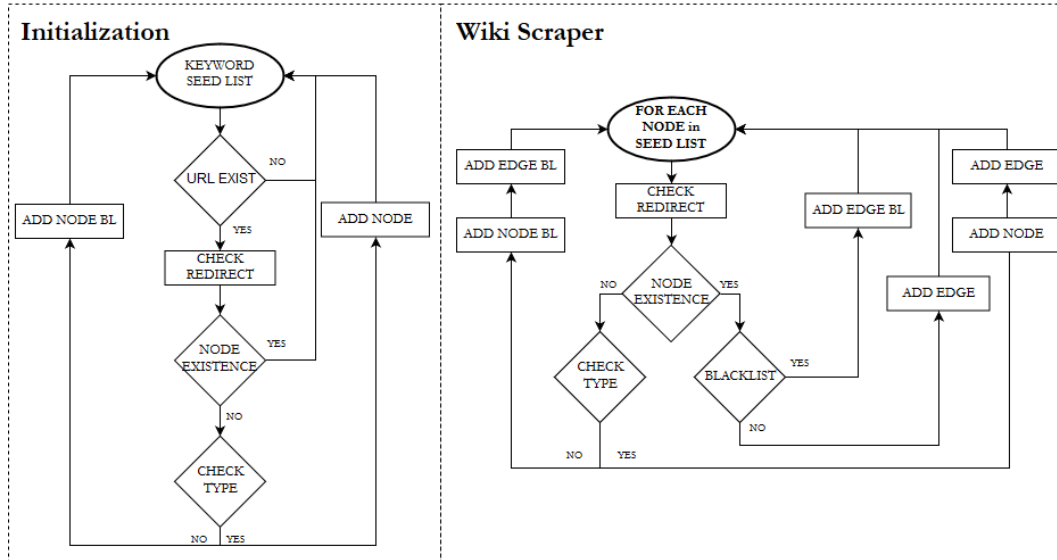 Initialization
KEYWORD
SEED LIST
NO
URL EXIST
ADD NODE BL
ADD NODE
YES
CHECK
REDIRECT
NODE
EXISTENCE
YES
NO
CHECK
TYPE
NO
YES
Wiki Scraper
FOR EACH
NODE in
SEED LIST
ADD EDGE BL
ADD EDGE
CHECK
REDIRECT
ADD EDGE BL
ADD NODE BL
ADD NODE
NO
NODE
EXISTENCE
YES
ADD EDGE
CHECK
TYPE
BLACKLIST
YES
NO
NO
YES